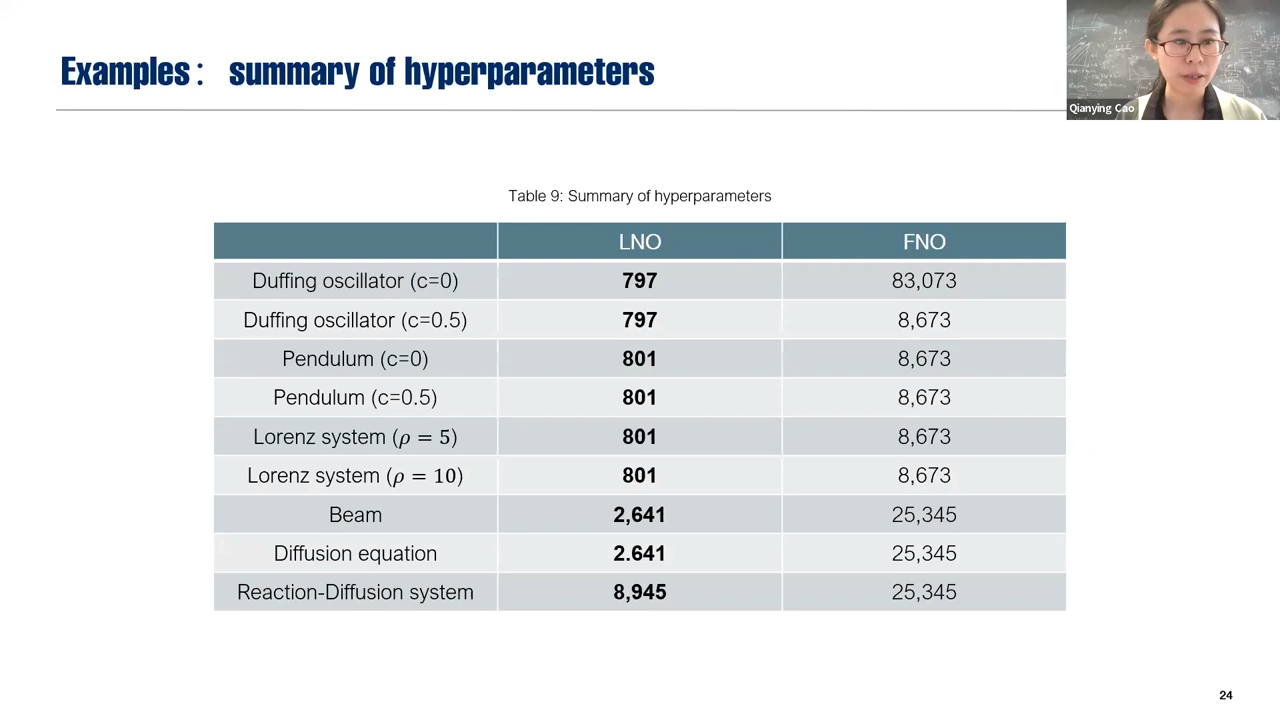 Examples： summary of hyperparameters
Qianying Cao
Table 9: Summary of hyperparameters
LNO FNO
Duffing oscillator (c=0) 797 83,073
Duffing oscillator (c=0.5) 797 8,673
Pendulum (c=0) 801 8,673
Pendulum (c=0.5) 801 8,673
Lorenz system (𝜌 = 5) 801 8,673
Lorenz system (𝜌 = 10) 801 8,673
Beam 2,641 25,345
Diffusion equation 2.641 25,345
Reaction-Diffusion system 8,945 25,345
24